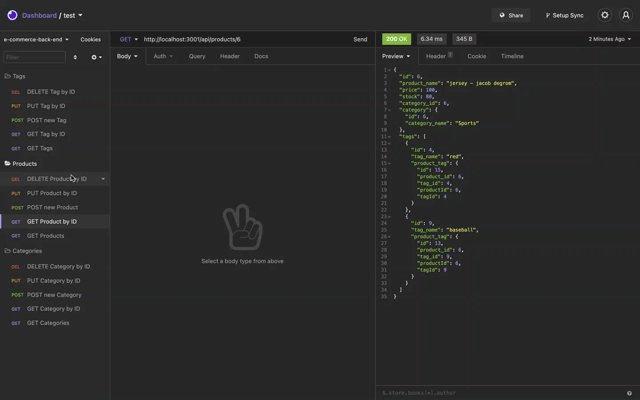 Dashboard / test
Share
Setup Sync
e-commerce-back-end
Cookies
GET
http://localhost:3001/api/products/6
Send
200 OK
6.34 ms
345 B
2 Minutes Ago
Filter
Body
Auth
Query
Header
Docs
Preview
Header
Cookie
Timeline
Tags
DEL DELETE Tag by ID
PUT PUT Tag by ID
POST POST new Tag
GET GET Tag by ID
GET GET Tags
Products
DEL DELETE Product by ID
PUT PUT Product by ID
POST POST new Product
GET GET Product by ID
GET GET Products
Categories
DEL DELETE Category by ID
PUT PUT Category by ID
POST POST new Category
GET GET Category by ID
GET GET Categories
Select a body type from above
1 {
2 "id": 6,
3 "product_name": "jersey – jacob degrom",
4 "price": 100,
5 "stock": 80,
6 "category_id": 6,
7 "category": {
8 "id": 6,
9 "category_name": "Sports"
10 },
11 "tags": [
12 {
13 "id": 4,
14 "tag_name": "red",
15 "product_tag": {
16 "id": 15,
17 "product_id": 6,
18 "tag_id": 4,
19 "productId": 6,
20 "tagId": 4
21 }
22 },
23 {
24 "id": 9,
25 "tag_name": "baseball",
26 "product_tag": {
27 "id": 13,
28 "product_id": 6,
29 "tag_id": 9,
30 "productId": 6,
31 "tagId": 9
32 }
33 }
34 ]
35 }
$.store.books[*].author